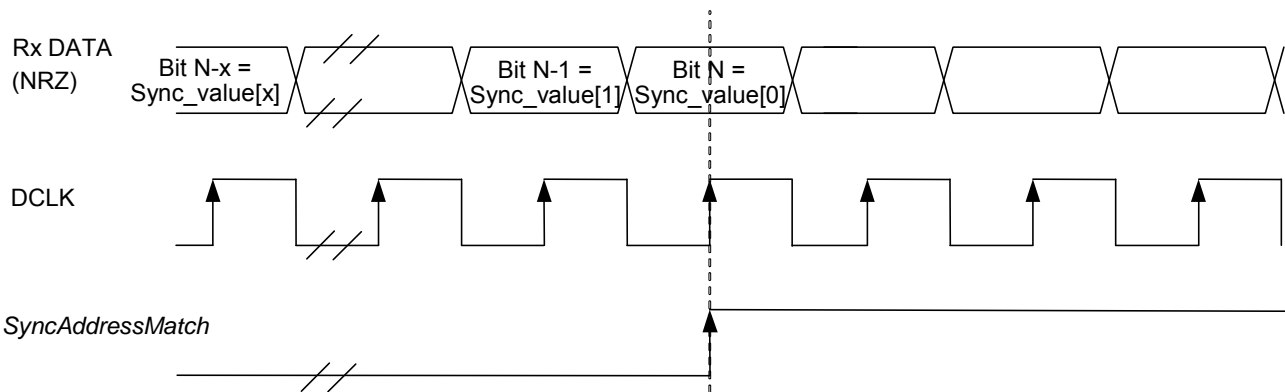 Rx DATA
(NRZ)
Bit N-x =
Sync_value[x]
Bit N-1 =
Sync_value[1]
Bit N =
Sync_value[0]
DCLK
SyncAddressMatch